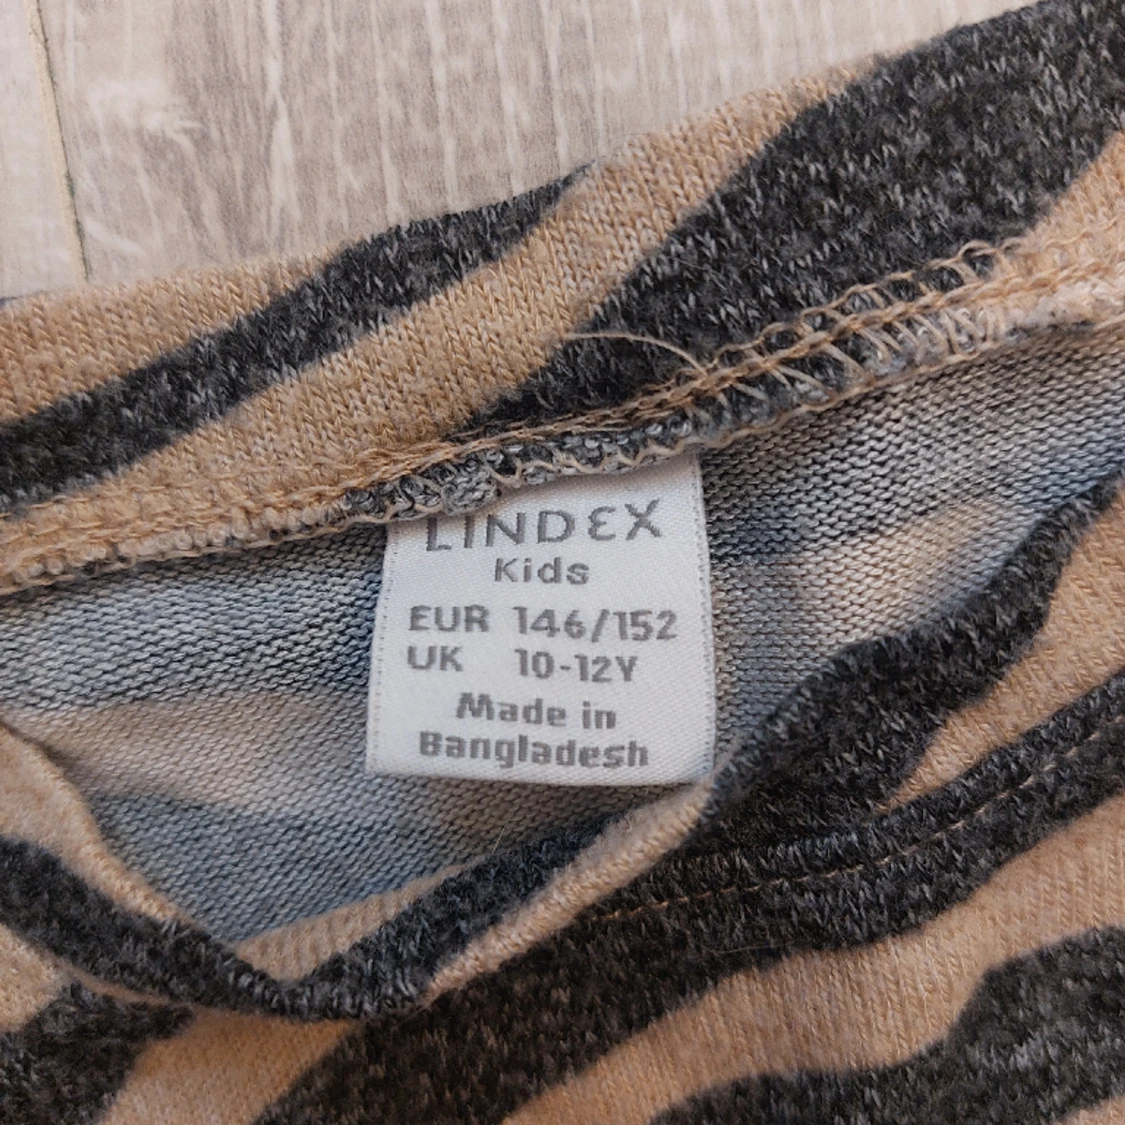 LINDEX
Kids
EUR 146/152
UK 10-12Y
Made in
Bangladesh